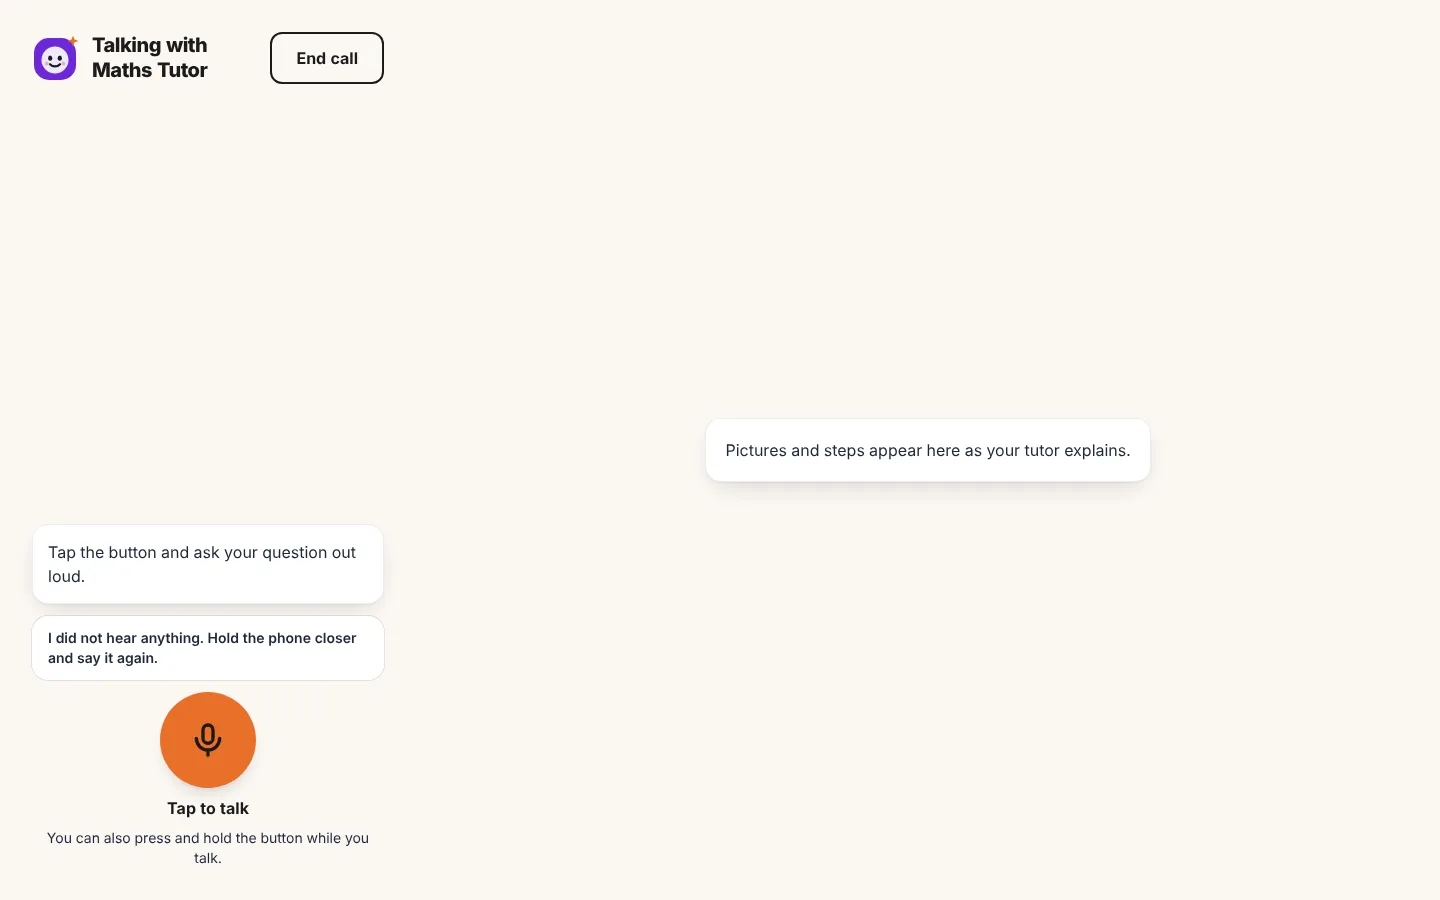 Talking with
Maths Tutor
End call
Pictures and steps appear here as your tutor explains.
Tap the button and ask your question out
loud.
I did not hear anything. Hold the phone closer
and say it again.
Tap to talk
You can also press and hold the button while you
talk.